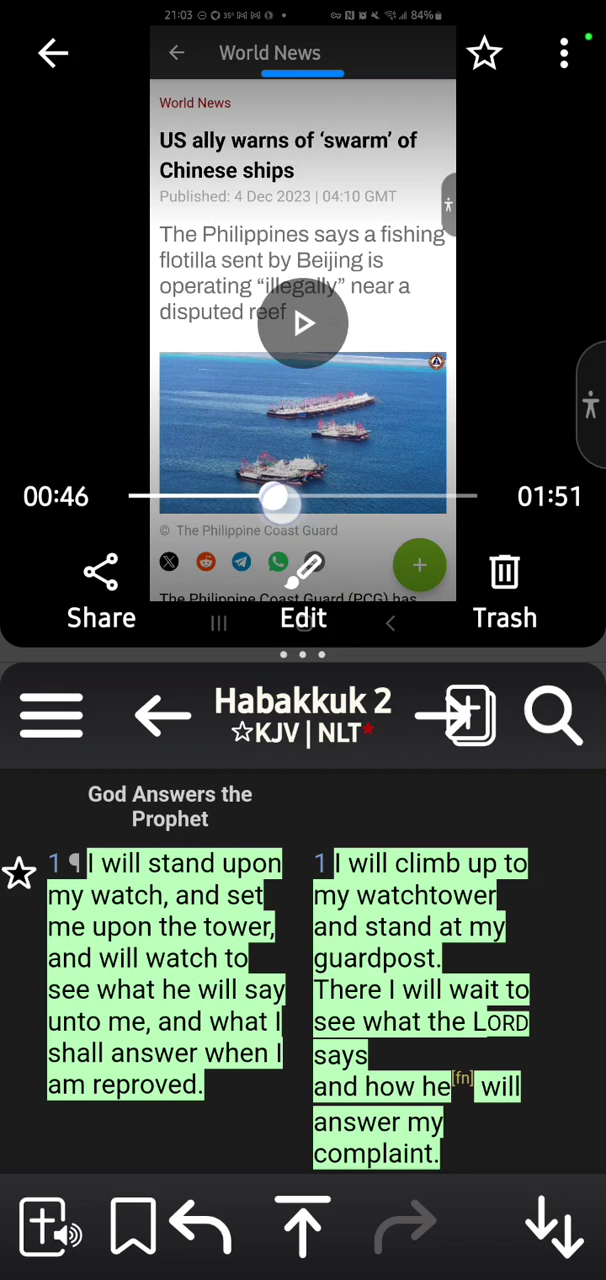 21:03 35° 84%
World News
World News
US ally warns of ‘swarm’ of
Chinese ships
Published: 4 Dec 2023 | 04:10 GMT
The Philippines says a fishing
flotilla sent by Beijing is
operating “illegally” near a
disputed reef
00:46 01:51
© The Philippine Coast Guard
Share Edit Trash
The Philippine Coast Guard (PCG) has
Habakkuk 2
KJV | NLT*
God Answers the
Prophet
1 ¶ I will stand upon
my watch, and set
me upon the tower,
and will watch to
see what he will say
unto me, and what I
shall answer when I
am reproved.
1 I will climb up to
my watchtower
and stand at my
guardpost.
There I will wait to
see what the LORD
says
and how he[fn] will
answer my
complaint.